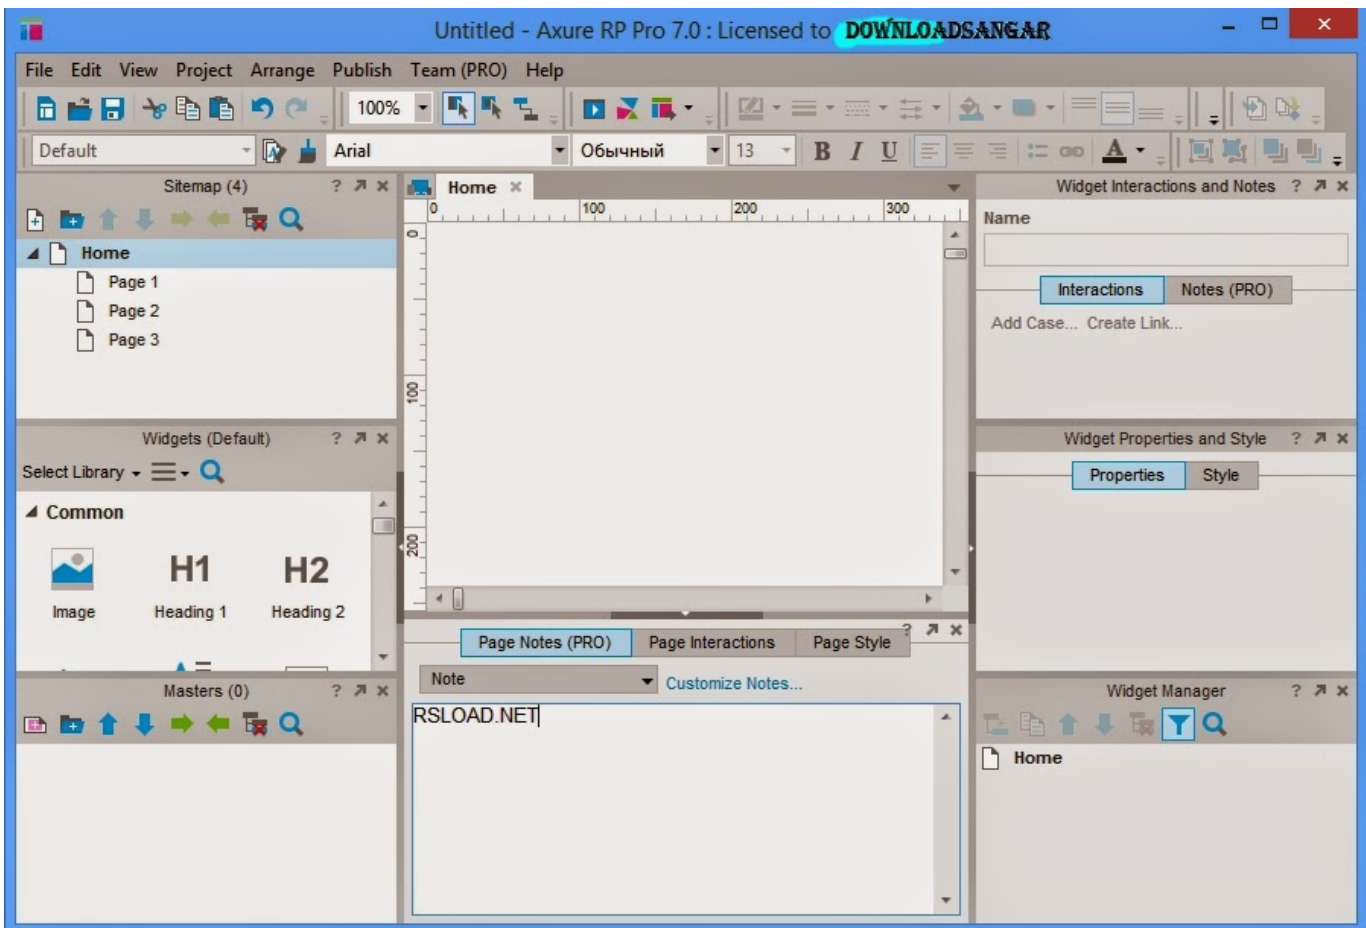 Untitled - Axure RP Pro 7.0 : Licensed to DOWNLOADSANGAR
File Edit View Project Arrange Publish Team (PRO) Help
100%
Default Arial Обычный 13 B I U A
Sitemap (4) ?
Home
Page 1
Page 2
Page 3
Widgets (Default) ?
Select Library
Common
H1 H2
Image Heading 1 Heading 2
Masters (0) ?
Home
0 100 200 300
0
100
200
Page Notes (PRO) Page Interactions Page Style ?
Note Customize Notes...
RSLOAD.NET
Widget Interactions and Notes ?
Name
Interactions Notes (PRO)
Add Case... Create Link...
Widget Properties and Style ?
Properties Style
Widget Manager ?
Home